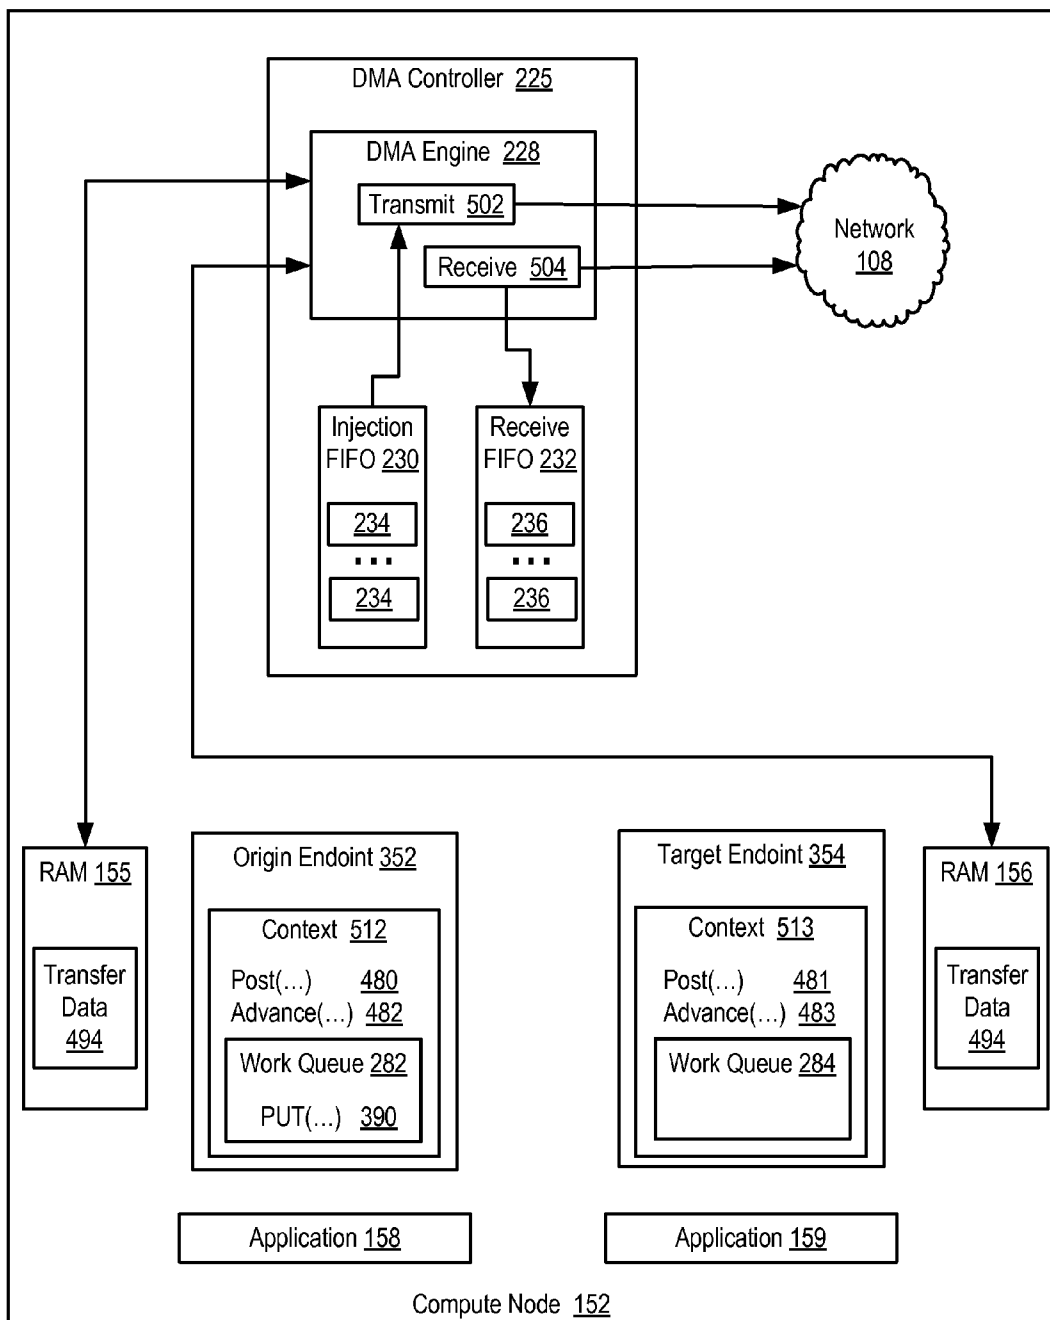 DMA Controller 225
DMA Engine 228
Transmit 502
Receive 504
Network
108
Injection
FIFO 230
234
...
234
Receive
FIFO 232
236
...
236
RAM 155
Transfer
Data
494
Origin Endoint 352
Context 512
Post(...) 480
Advance(...) 482
Work Queue 282
PUT(...) 390
Target Endoint 354
Context 513
Post(...) 481
Advance(...) 483
Work Queue 284
RAM 156
Transfer
Data
494
Application 158
Application 159
Compute Node 152